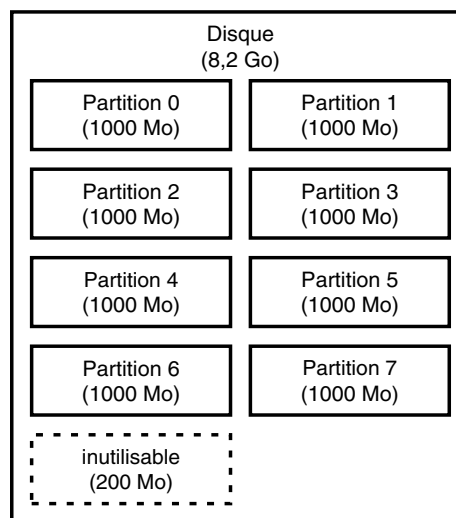 Disque
(8,2 Go)
Partition 0
(1000 Mo)
Partition 1
(1000 Mo)
Partition 2
(1000 Mo)
Partition 3
(1000 Mo)
Partition 4
(1000 Mo)
Partition 5
(1000 Mo)
Partition 6
(1000 Mo)
Partition 7
(1000 Mo)
inutilisable
(200 Mo)